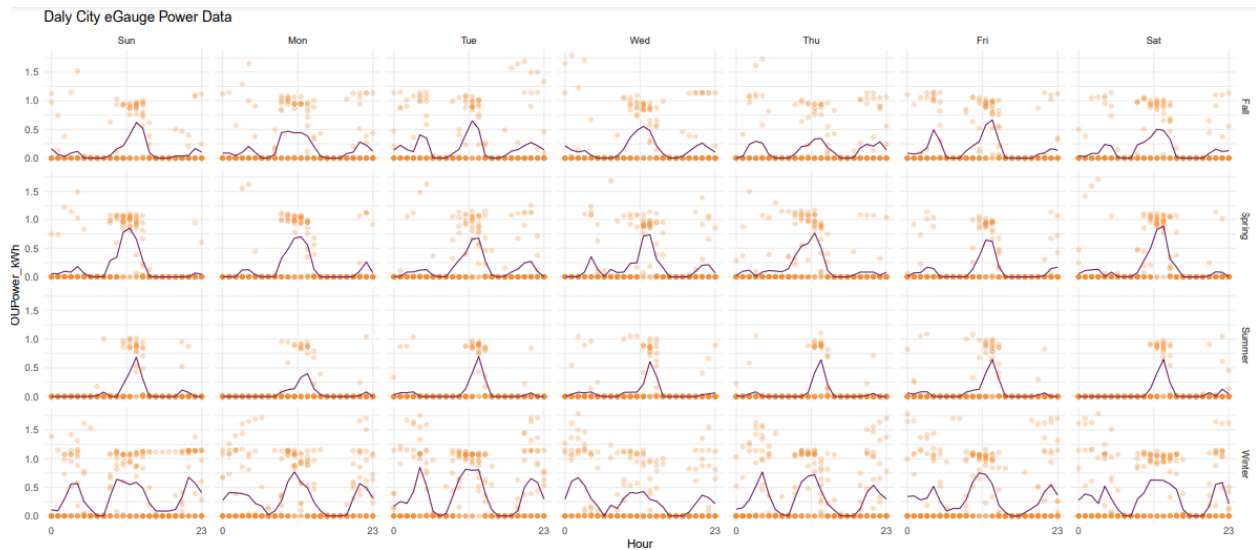 Daly City eGauge Power Data
Sun Mon Tue Wed Thu Fri Sat
OUPower_kWh
1.5
1.0
0.5
0.0
Fall
1.5
1.0
0.5
0.0
Spring
1.5
1.0
0.5
0.0
Summer
1.5
1.0
0.5
0.0
Winter
0 23 0 23 0 23 0 23 0 23 0 23 0 23
Hour